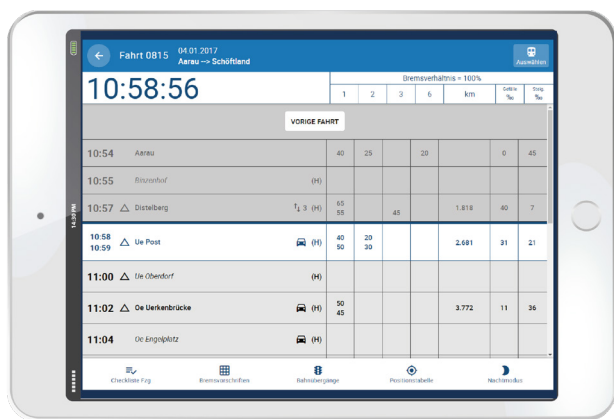 Fahrt 0815
04.01.2017
Aarau --> Schöftland
Auswählen
10:58:56
Bremsverhältnis = 100%
1 2 3 6 km Gefälle ‰ Steig ‰
VORIGE FAHRT
10:54 Aarau 40 25 20 0 45
10:55 Binzenhof (H)
10:57 Distelberg 3 (H) 65 55 45 1.818 40 7
10:58 10:59 Ue Post (H) 40 50 20 30 2.681 31 21
11:00 Ue Oberdorf (H)
11:02 Oe Uerkenbrücke (H) 50 45 3.772 11 36
11:04 Oe Engelplatz (H)
Checkliste Fzg. Bremsvorschriften Bahnübergänge Positionstabelle Nachtmodus
14:30 PM